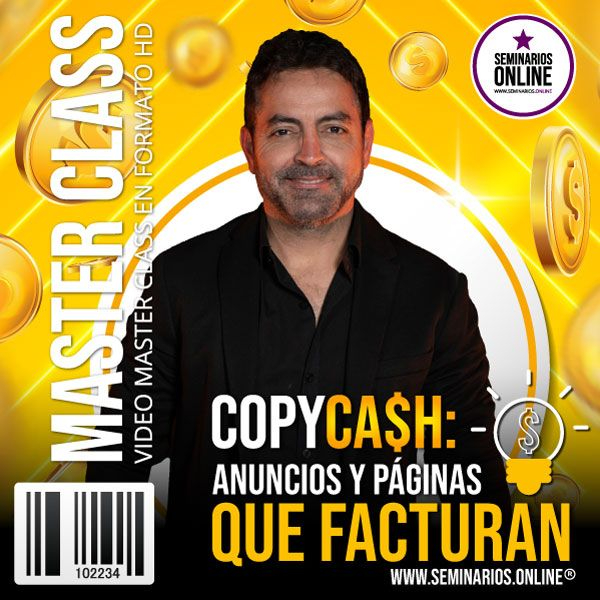 MASTER CLASS
VIDEO MASTER CLASS EN FORMATO HD
SEMINARIOS
ONLINE
WWW.SEMINARIOS.ONLINE
COPYCA$H:
ANUNCIOS Y PÁGINAS
QUE FACTURAN
WWW.SEMINARIOS.ONLINE®
102234